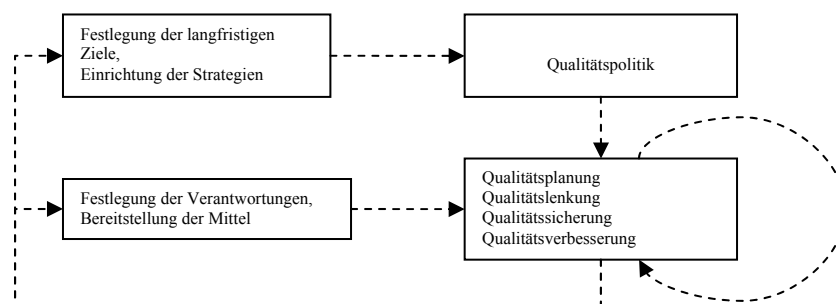 Festlegung der langfristigen
Ziele,
Einrichtung der Strategien
Qualitätspolitik
Festlegung der Verantwortungen,
Bereitstellung der Mittel
Qualitätsplanung
Qualitätslenkung
Qualitätssicherung
Qualitätsverbesserung